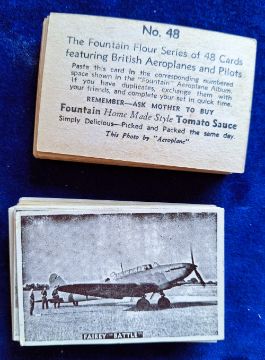 No. 48
The Fountain Flour Series of 48 Cards
featuring British Aeroplanes and Pilots
Paste this card in the corresponding numbered
space shown in the "Fountain" Aeroplane Album.
If you have duplicates, exchange them with
your friends, and complete your set in quick time.
REMEMBER—ASK MOTHER TO BUY
Fountain Home Made Style Tomato Sauce
Simply Delicious—Picked and Packed the same day.
This Photo by "Aeroplane"
FAIREY "BATTLE"